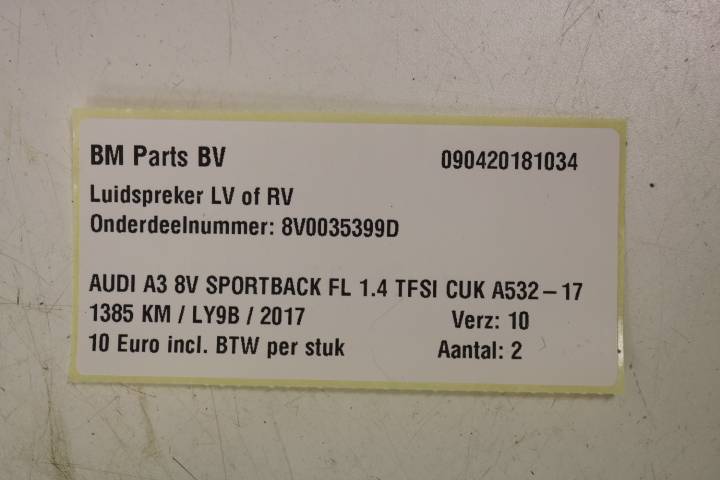 BM Parts BV 090420181034
Luidspreker LV of RV
Onderdeelnummer: 8V0035399D
AUDI A3 8V SPORTBACK FL 1.4 TFSI CUK A532-17
1385 KM / LY9B / 2017 Verz: 10
10 Euro incl. BTW per stuk Aantal: 2